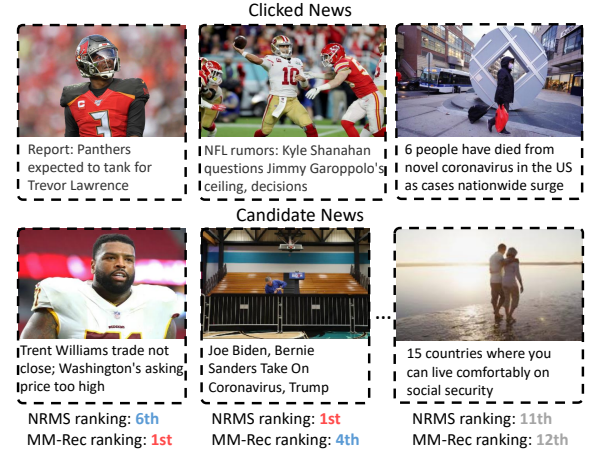 Clicked News
Report: Panthers
expected to tank for
Trevor Lawrence
NFL rumors: Kyle Shanahan
questions Jimmy Garoppolo's
ceiling, decisions
6 people have died from
novel coronavirus in the US
as cases nationwide surge
Candidate News
Trent Williams trade not
close; Washington's asking
price too high
Joe Biden, Bernie
Sanders Take On
Coronavirus, Trump
...
15 countries where you
can live comfortably on
social security
NRMS ranking: 6th
MM-Rec ranking: 1st
NRMS ranking: 1st
MM-Rec ranking: 4th
NRMS ranking: 11th
MM-Rec ranking: 12th
3
10